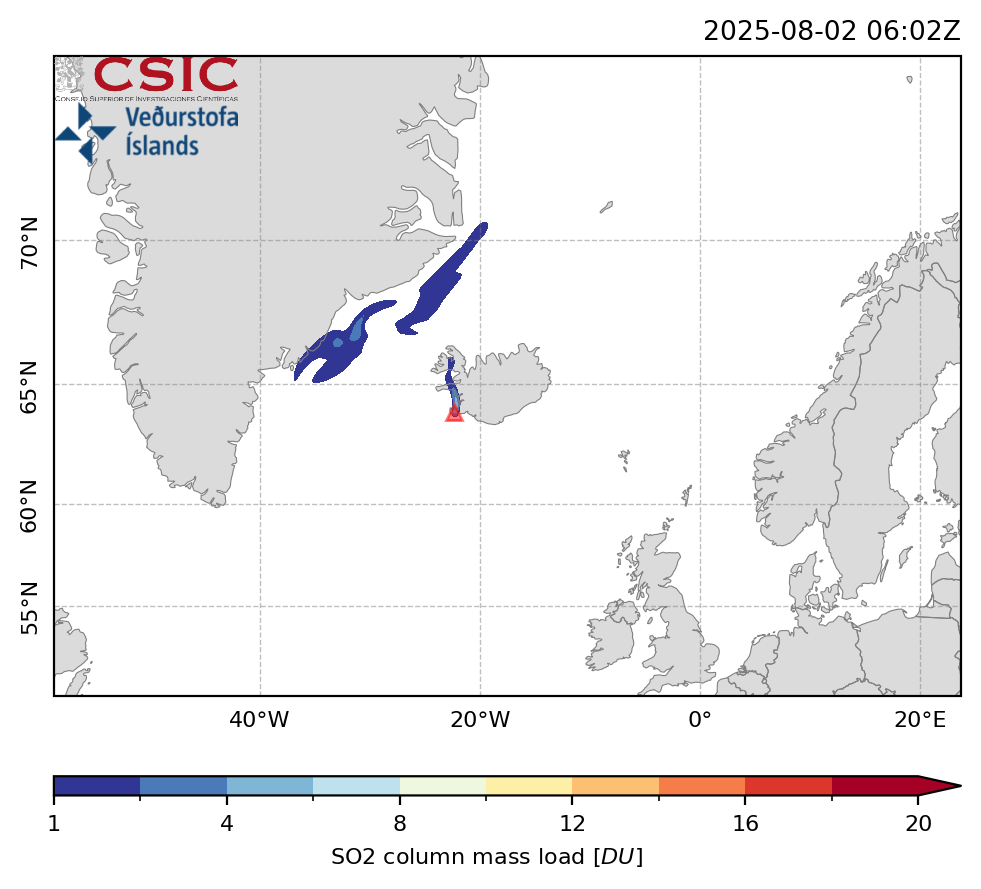 2025-08-02 06:02Z
CSIC
CONSEJO SUPERIOR DE INVESTIGACIONES CIENTÍFICAS
Veðurstofa
Íslands
70°N
65°N
60°N
55°N
40°W 20°W 0° 20°E
1 4 8 12 16 20
SO2 column mass load [DU]